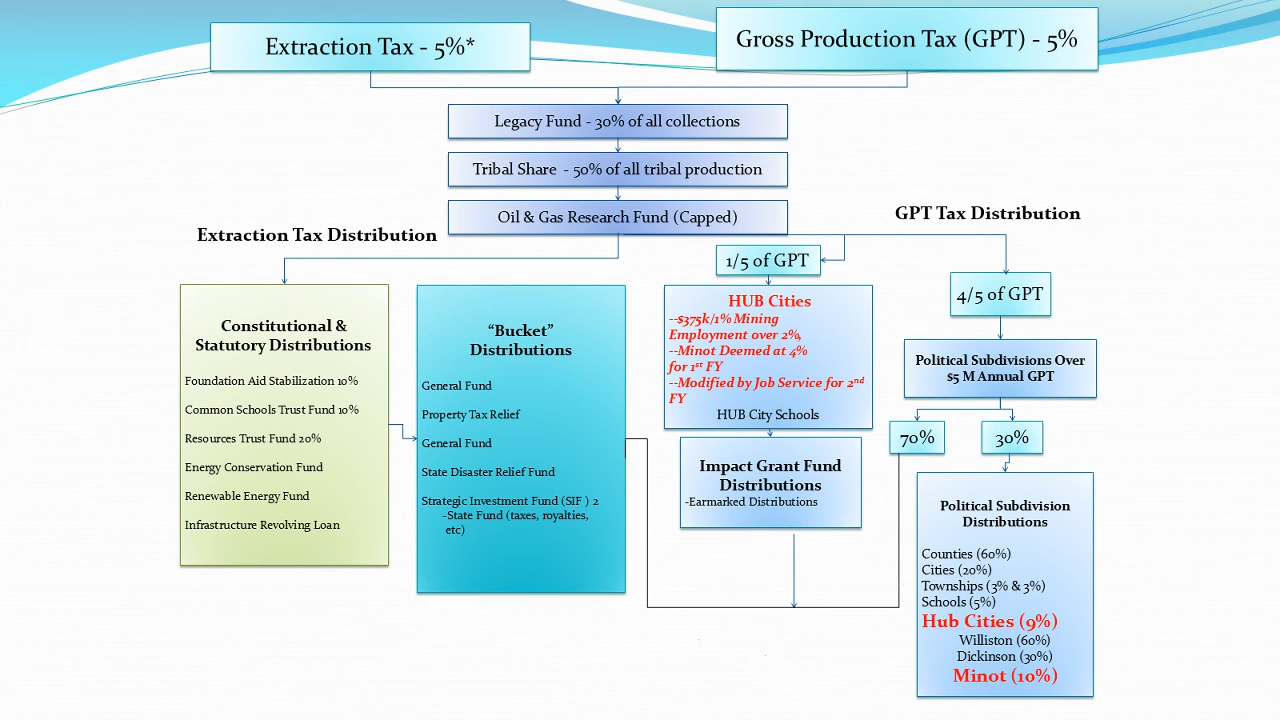 Extraction Tax - 5%*
Gross Production Tax (GPT) - 5%
Legacy Fund - 30% of all collections
Tribal Share - 50% of all tribal production
Oil & Gas Research Fund (Capped)
GPT Tax Distribution
Extraction Tax Distribution
1/5 of GPT
4/5 of GPT
Constitutional &
Statutory Distributions
Foundation Aid Stabilization 10%
Common Schools Trust Fund 10%
Resources Trust Fund 20%
Energy Conservation Fund
Renewable Energy Fund
Infrastructure Revolving Loan
“Bucket”
Distributions
General Fund
Property Tax Relief
General Fund
State Disaster Relief Fund
Strategic Investment Fund (SIF ) 2
-State Fund (taxes, royalties,
etc)
HUB Cities
--$375k/1% Mining
Employment over 2%,
--Minot Deemed at 4%
for 1st FY
--Modified by Job Service for 2nd
FY
HUB City Schools
Impact Grant Fund
Distributions
-Earmarked Distributions
Political Subdivisions Over
$5 M Annual GPT
70%
30%
Political Subdivision
Distributions
Counties (60%)
Cities (20%)
Townships (3% & 3%)
Schools (5%)
Hub Cities (9%)
Williston (60%)
Dickinson (30%)
Minot (10%)